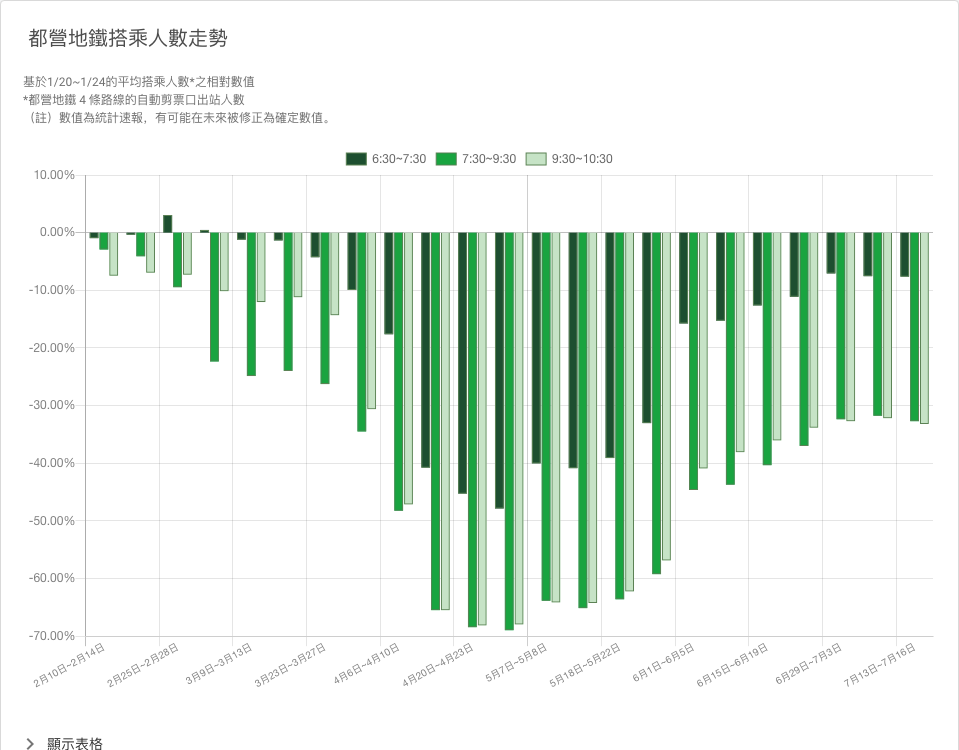 都營地鐵搭乘人數走勢
基於1/20~1/24的平均搭乘人數*之相對數值
*都營地鐵 4 條路線的自動剪票口出站人數
（註）數值為統計速報，有可能在未來被修正為確定數值。
6:30~7:30 7:30~9:30 9:30~10:30
10.00%
0.00%
-10.00%
-20.00%
-30.00%
-40.00%
-50.00%
-60.00%
-70.00%
2月10日~2月14日 2月25日~2月28日 3月9日~3月13日 3月23日~3月27日 4月6日~4月10日 4月20日~4月23日 5月7日~5月8日 5月18日~5月22日 6月1日~6月5日 6月15日~6月19日 6月29日~7月3日 7月13日~7月16日
顯示表格